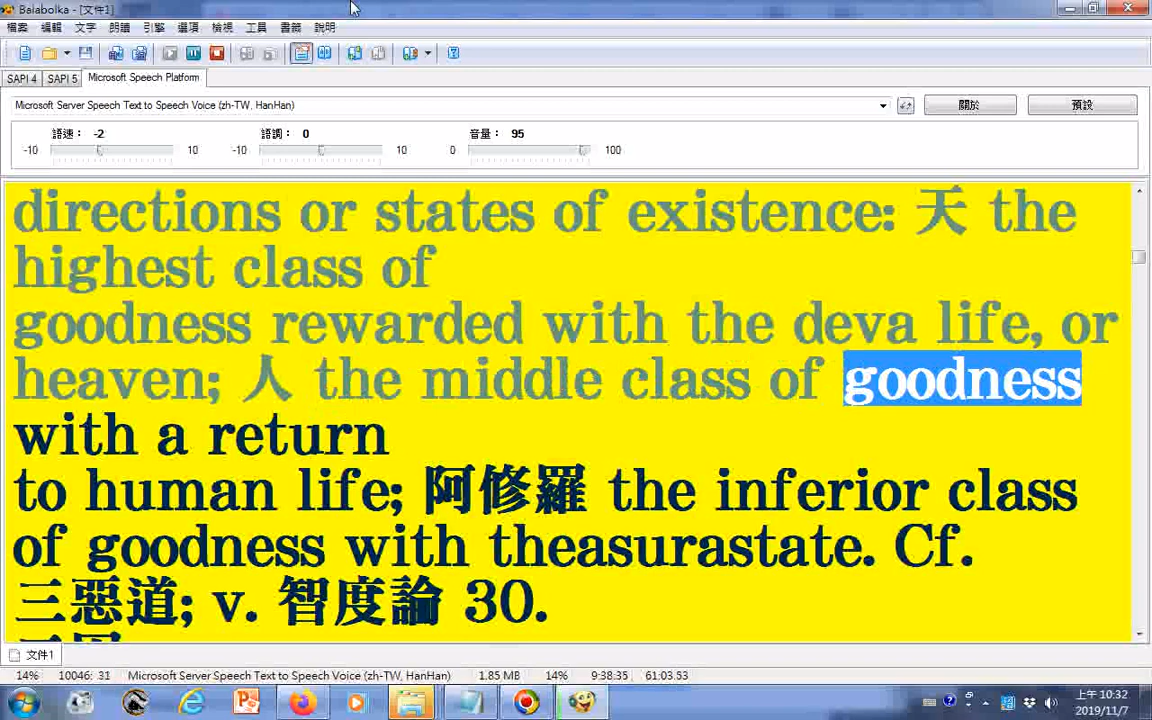 Balabolka - [文件1]
檔案 編輯 文字 朗讀 引擎 選項 檢視 工具 書籤 說明
SAPI 4 SAPI 5 Microsoft Speech Platform
Microsoft Server Speech Text to Speech Voice (zh-TW, HanHan) 關於 預設
語速： -2 語調： 0 音量： 95
-10 10 -10 10 0 100
directions or states of existence: 天 the
highest class of
goodness rewarded with the deva life, or
heaven; 人 the middle class of goodness
with a return
to human life; 阿修羅 the inferior class
of goodness with theasurastate. Cf.
三惡道; v. 智度論 30.
文件1
14% 10046: 31 Microsoft Server Speech Text to Speech Voice (zh-TW, HanHan) 1.85 MB 14% 9:38:35 61:03.53
上午 10:32
2019/11/7